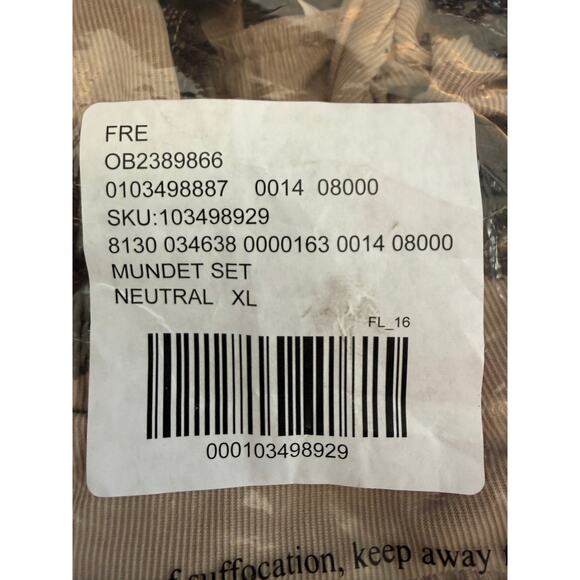 FRE
OB2389866
0103498887 0014 08000
SKU:103498929
8130 034638 0000163 0014 08000
MUNDET SET
NEUTRAL XL
FL_16
000103498929
suffocation, keep away